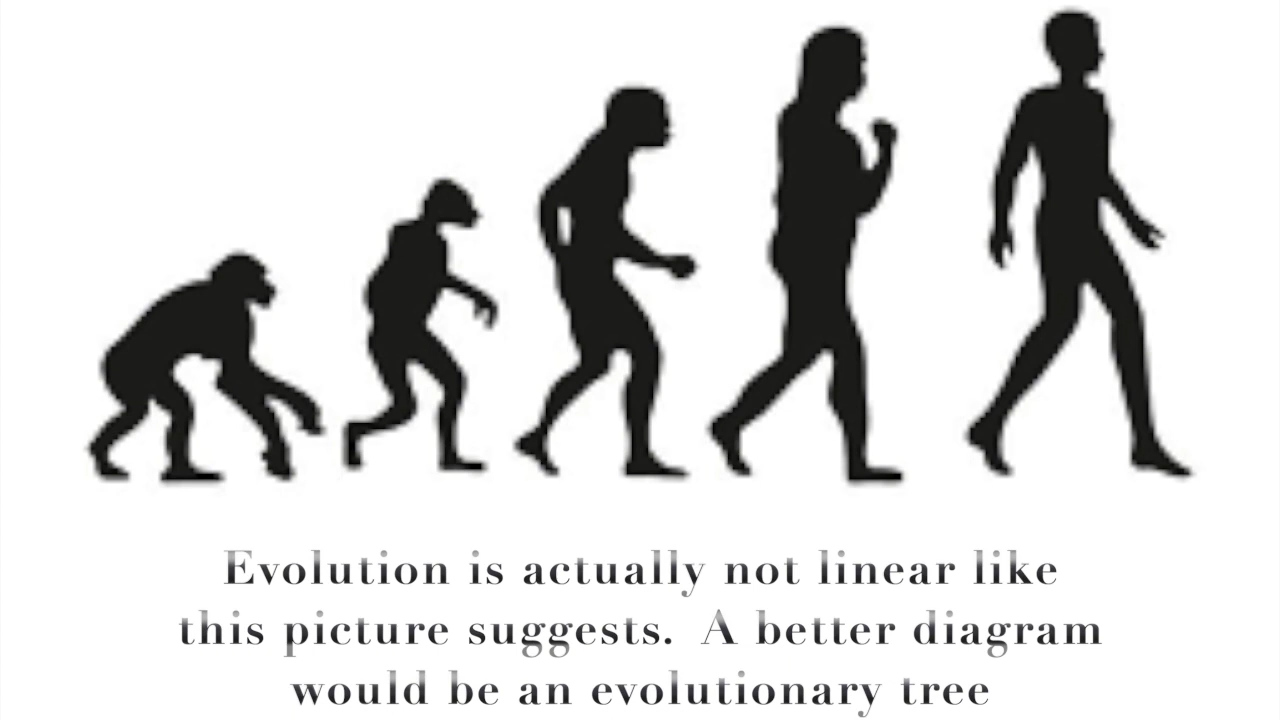 Evolution is actually not linear like
this picture suggests.  A better diagram
would be an evolutionary tree